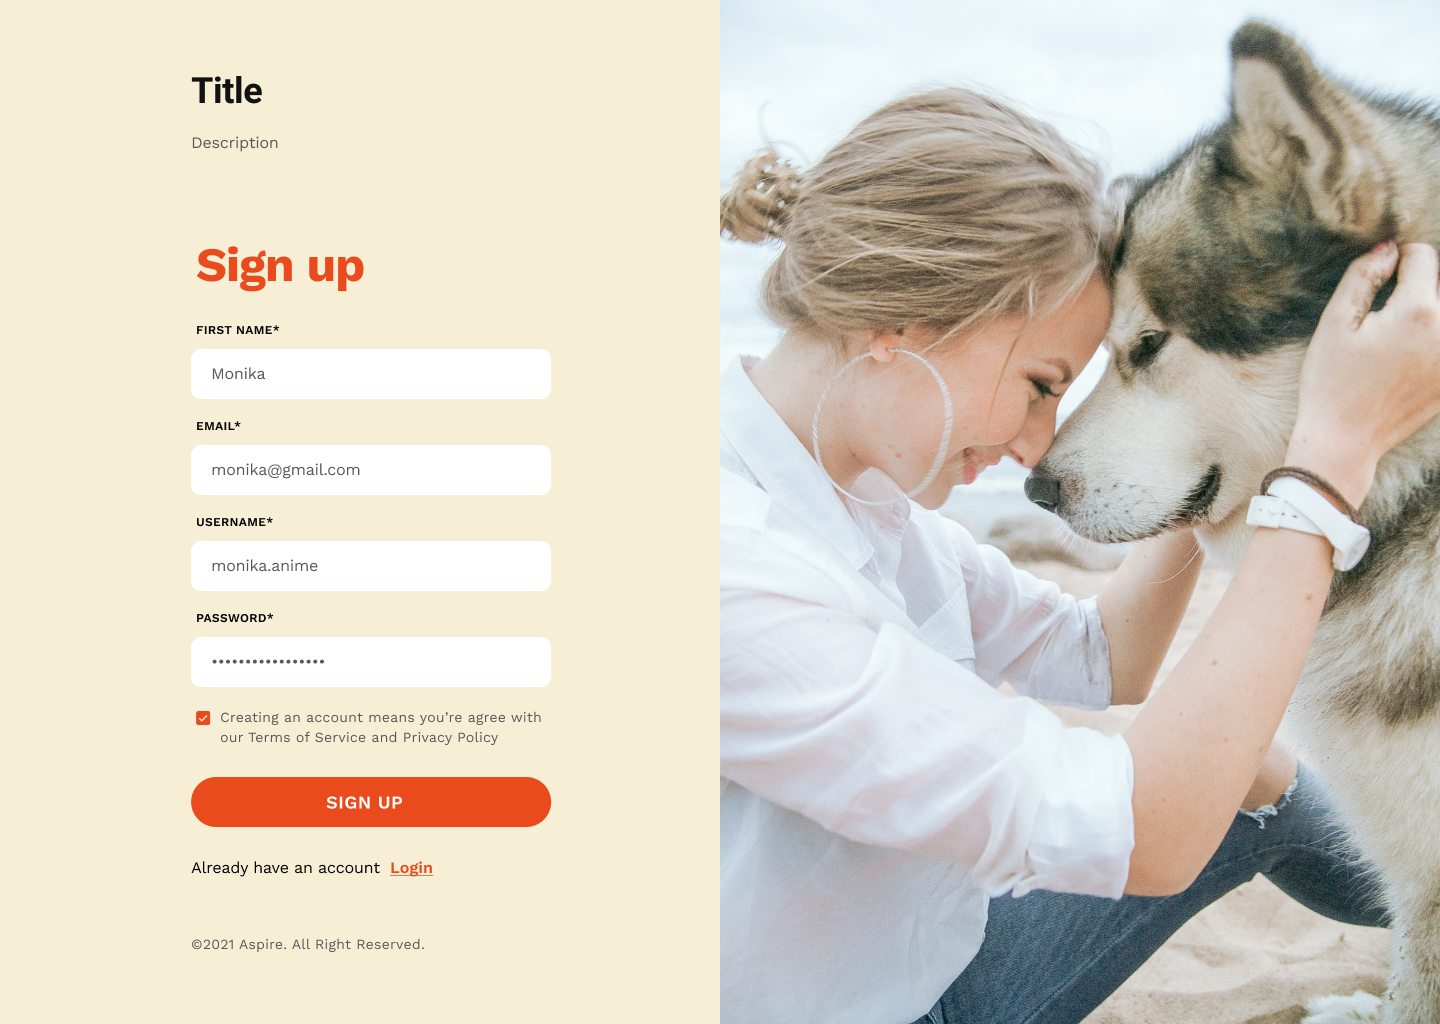 Title
Description
Sign up
FIRST NAME*
Monika
EMAIL*
monika@gmail.com
USERNAME*
monika.anime
PASSWORD*
•••••••••••••••••
Creating an account means you’re agree with
our Terms of Service and Privacy Policy
SIGN UP
Already have an account Login
©2021 Aspire. All Right Reserved.